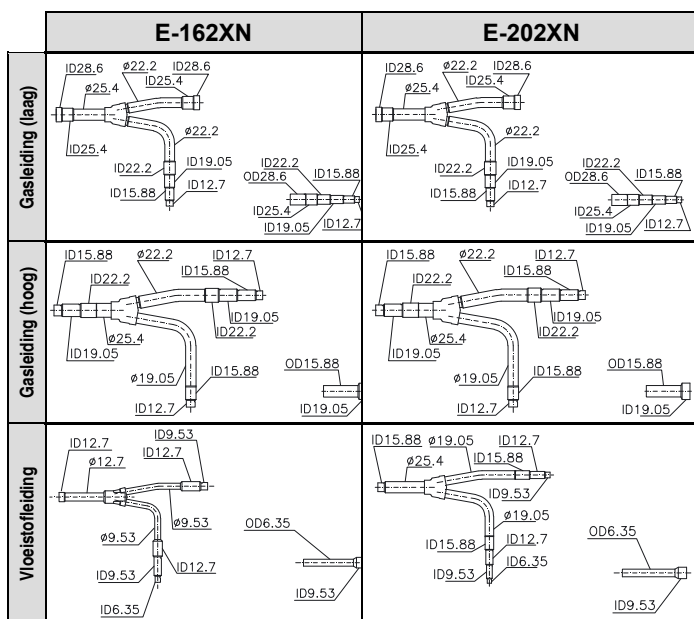 E-162XN
E-202XN
Gasleiding (laag)
ID28.6
ø25.4
ID25.4
ø22.2
ID25.4
ID28.6
ø22.2
ID22.2
ID19.05
ID15.88
ID12.7
ID22.2
ID15.88
OD28.6
ID25.4
ID19.05
ID12.7
ID28.6
ø25.4
ID25.4
ø22.2
ID25.4
ID28.6
ø22.2
ID22.2
ID19.05
ID15.88
ID12.7
ID22.2
ID15.88
OD28.6
ID25.4
ID19.05
ID12.7
Gasleiding (hoog)
ID15.88
ID22.2
ø22.2
ID15.88
ID12.7
ID19.05
ID22.2
ID19.05
ø25.4
ø19.05
ID15.88
ID12.7
OD15.88
ID19.05
ID15.88
ID22.2
ø22.2
ID15.88
ID12.7
ID19.05
ID22.2
ID19.05
ø25.4
ø19.05
ID15.88
ID12.7
OD15.88
ID19.05
Vloeistofleiding
ID12.7
ø12.7
ID9.53
ID12.7
ø9.53
ø9.53
ID12.7
ID9.53
ID6.35
OD6.35
ID9.53
ID15.88
ø25.4
ø19.05
ID15.88
ID12.7
ID9.53
ø19.05
ID15.88
ID12.7
ID9.53
ID6.35
OD6.35
ID9.53